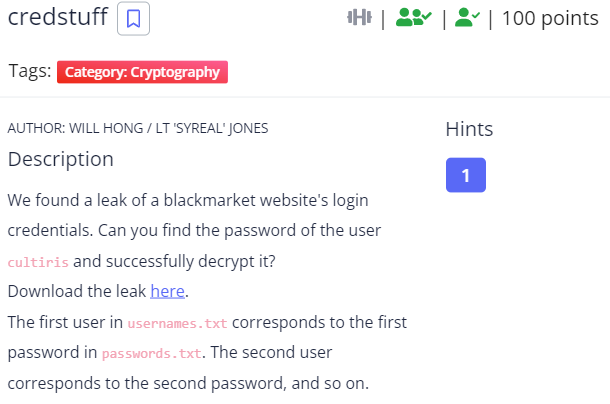 credstuff
| | | 100 points
Tags: Category: Cryptography
AUTHOR: WILL HONG / LT 'SYREAL' JONES
Hints
Description
1
We found a leak of a blackmarket website's login
credentials. Can you find the password of the user
cultiris and successfully decrypt it?
Download the leak here.
The first user in usernames.txt corresponds to the first
password in passwords.txt. The second user
corresponds to the second password, and so on.